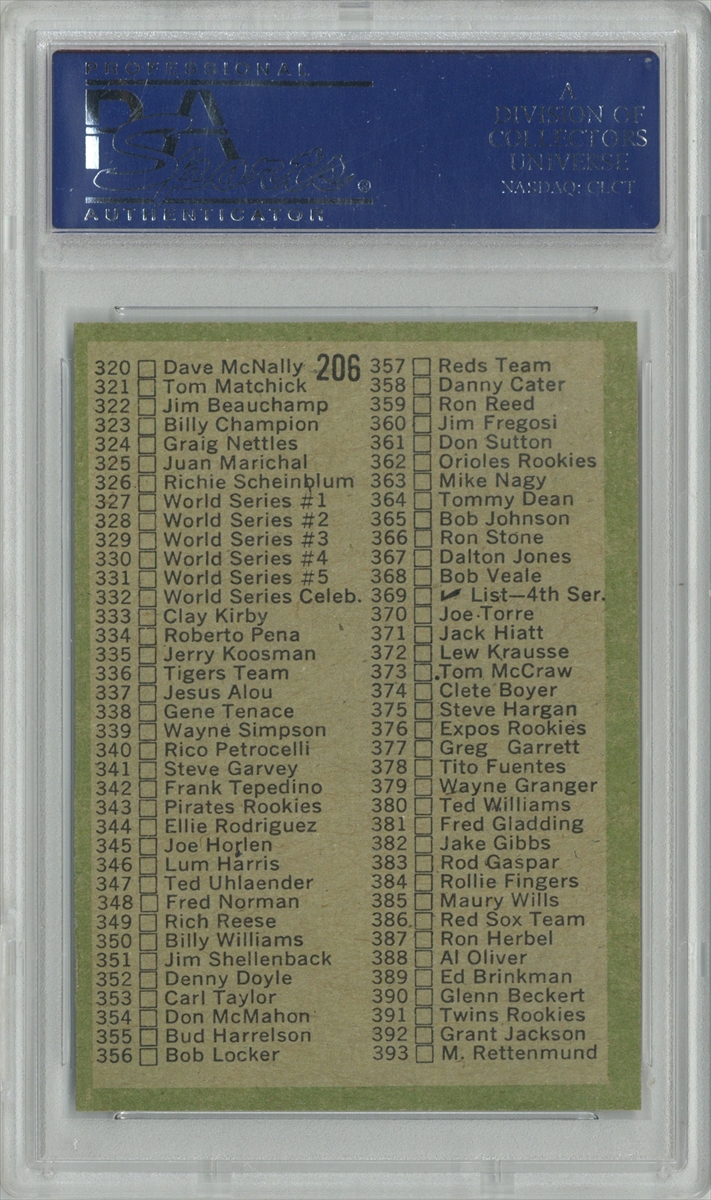 PROFESSIONAL
PSA
Sports ®
AUTHENTICATOR
A
DIVISION OF
COLLECTORS
UNIVERSE
NASDAQ: CLCT
206
320 Dave McNally
321 Tom Matchick
322 Jim Beauchamp
323 Billy Champion
324 Graig Nettles
325 Juan Marichal
326 Richie Scheinblum
327 World Series #1
328 World Series #2
329 World Series #3
330 World Series #4
331 World Series #5
332 World Series Celeb.
333 Clay Kirby
334 Roberto Pena
335 Jerry Koosman
336 Tigers Team
337 Jesus Alou
338 Gene Tenace
339 Wayne Simpson
340 Rico Petrocelli
341 Steve Garvey
342 Frank Tepedino
343 Pirates Rookies
344 Ellie Rodriguez
345 Joe Horlen
346 Lum Harris
347 Ted Uhlaender
348 Fred Norman
349 Rich Reese
350 Billy Williams
351 Jim Shellenback
352 Denny Doyle
353 Carl Taylor
354 Don McMahon
355 Bud Harrelson
356 Bob Locker
357 Reds Team
358 Danny Cater
359 Ron Reed
360 Jim Fregosi
361 Don Sutton
362 Orioles Rookies
363 Mike Nagy
364 Tommy Dean
365 Bob Johnson
366 Ron Stone
367 Dalton Jones
368 Bob Veale
369 List—4th Ser.
370 Joe Torre
371 Jack Hiatt
372 Lew Krausse
373 Tom McCraw
374 Clete Boyer
375 Steve Hargan
376 Expos Rookies
377 Greg Garrett
378 Tito Fuentes
379 Wayne Granger
380 Ted Williams
381 Fred Gladding
382 Jake Gibbs
383 Rod Gaspar
384 Rollie Fingers
385 Maury Wills
386 Red Sox Team
387 Ron Herbel
388 Al Oliver
389 Ed Brinkman
390 Glenn Beckert
391 Twins Rookies
392 Grant Jackson
393 M. Rettenmund